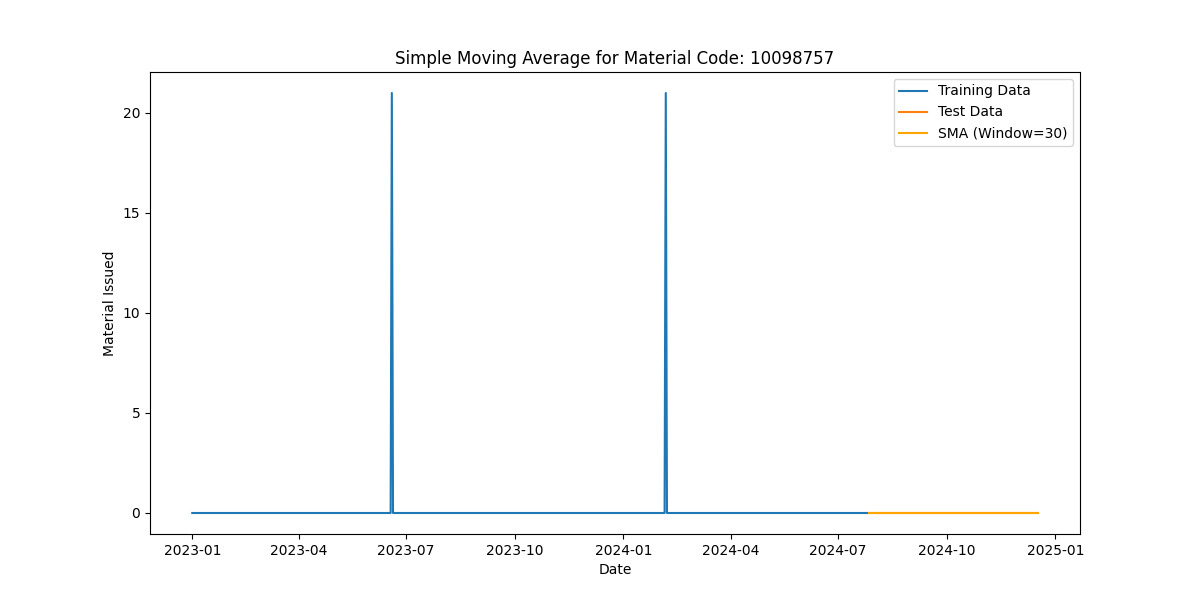 Simple Moving Average for Material Code: 10098757
Training Data
Test Data
SMA (Window=30)
Material Issued
20
15
10
5
0
2023-01 2023-04 2023-07 2023-10 2024-01 2024-04 2024-07 2024-10 2025-01
Date